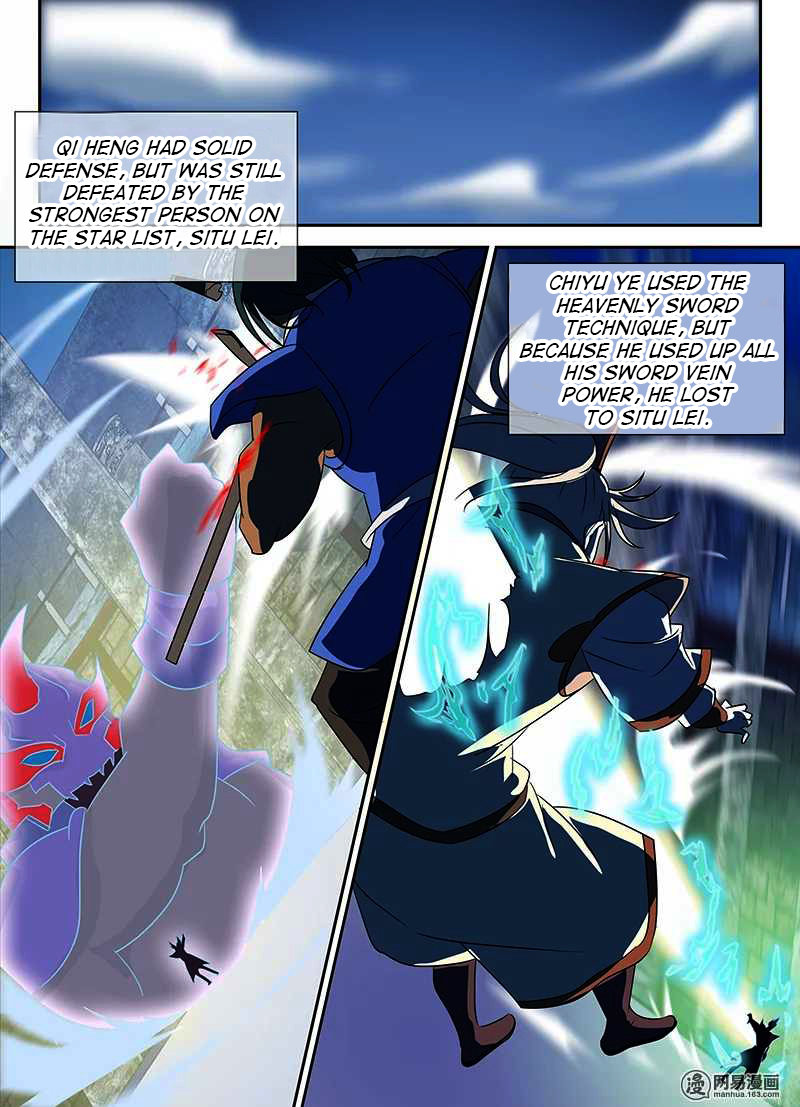 QI HENG HAD SOLID
DEFENSE, BUT WAS STILL
DEFEATED BY THE
STRONGEST PERSON ON
THE STAR LIST, SITU LEI.
CHIYU YE USED THE
HEAVENLY SWORD
TECHNIQUE, BUT
BECAUSE HE USED UP ALL
HIS SWORD VEIN
POWER, HE LOST
TO SITU LEI.
漫 网易漫画
manhua.163.com